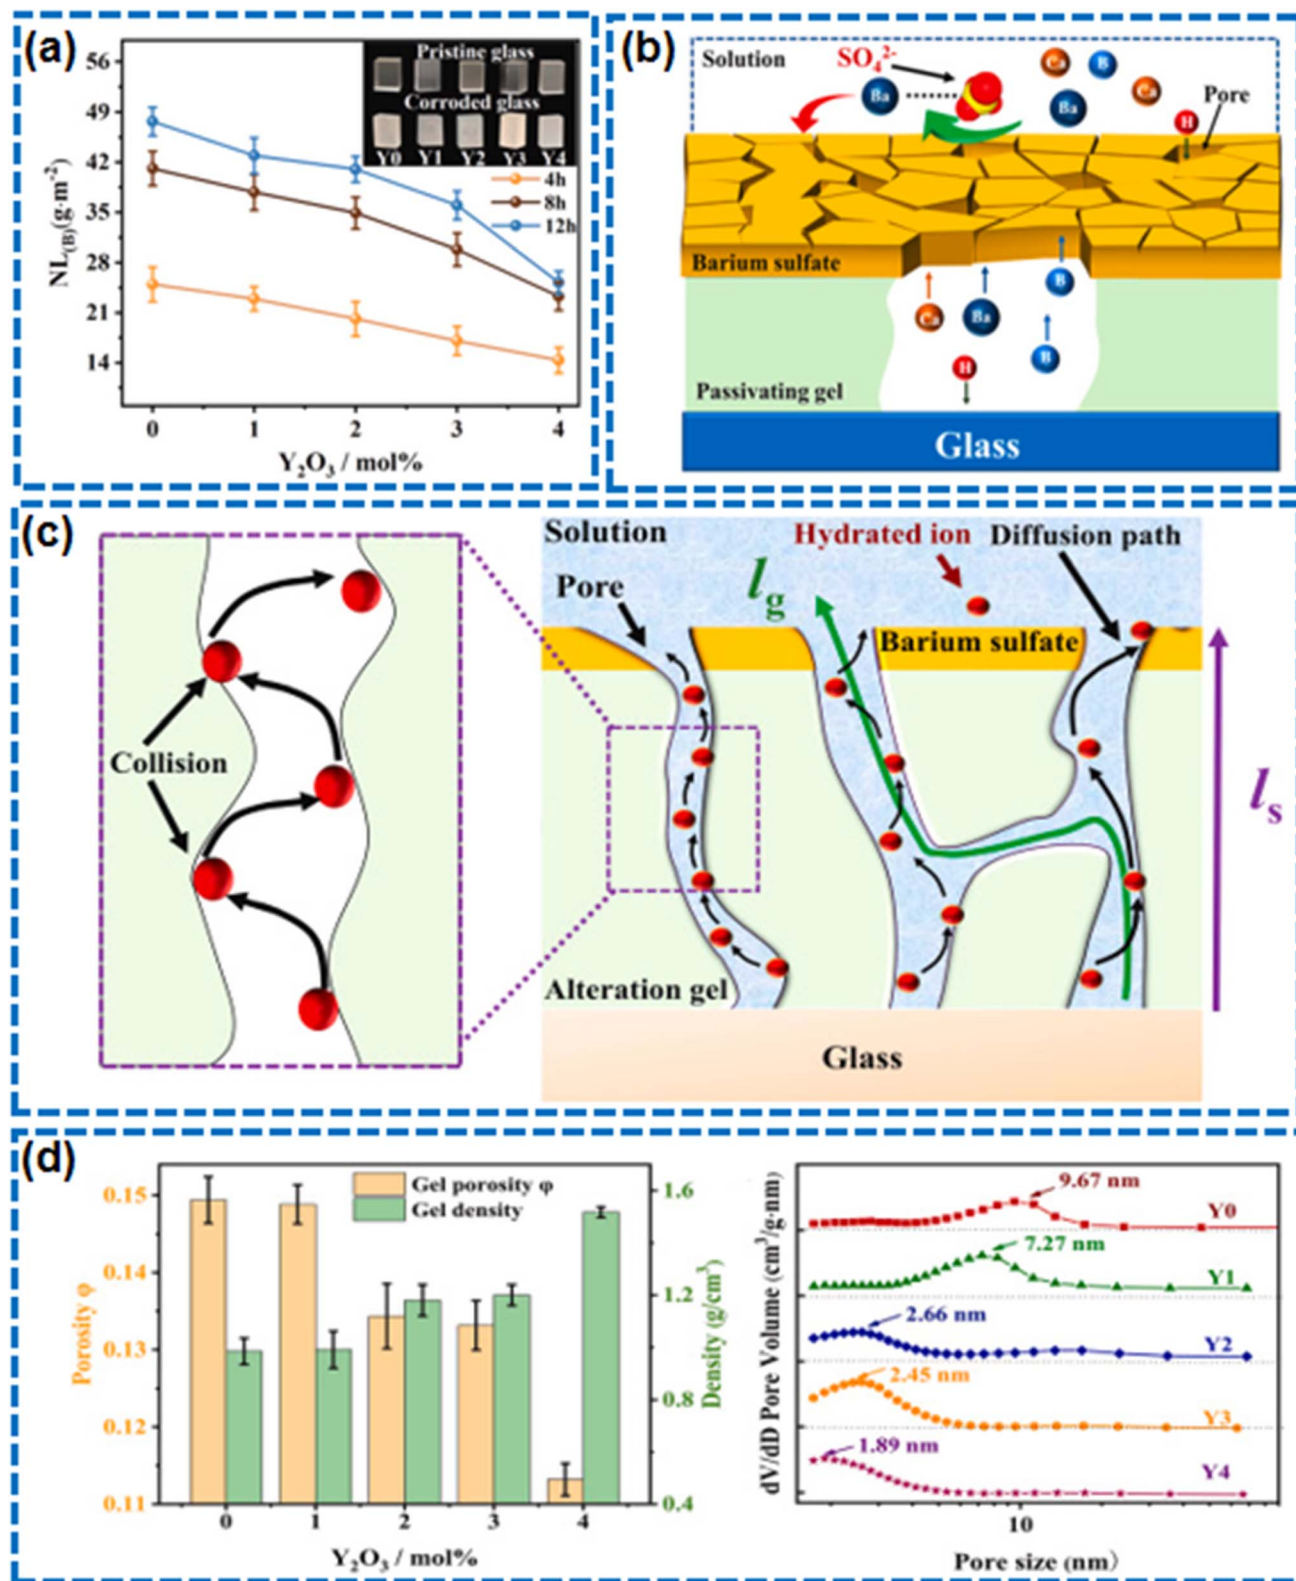 (a)
NL(B)(g·m-2)
56
49
42
35
28
21
14
Pristine glass
Corroded glass
Y0 Y1 Y2 Y3 Y4
4h
8h
12h
0 1 2 3 4
Y2O3 / mol%
(b)
Solution
SO42-
Ba
Ca
B
Ca
Ba
H
Pore
Barium sulfate
Ca
Ba
B
B
H
Passivating gel
Glass
(c)
Collision
Solution
Hydrated ion
Diffusion path
Pore
lg
Barium sulfate
ls
Alteration gel
Glass
(d)
Porosity φ
0.15
0.14
0.13
0.12
0.11
Gel porosity φ
Gel density
1.6
1.2
0.8
0.4
Density (g/cm3)
0 1 2 3 4
Y2O3 / mol%
dV/dD Pore Volume (cm3/g·nm)
9.67 nm
Y0
7.27 nm
Y1
2.66 nm
Y2
2.45 nm
Y3
1.89 nm
Y4
10
Pore size (nm)